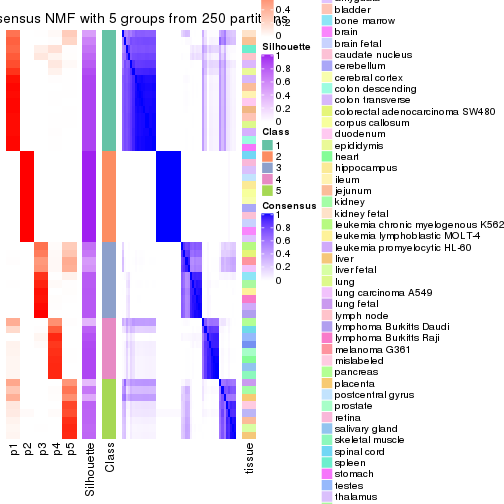 sensus NMF with 5 groups from 250 partitions
0.4
0.2
0
Silhouette
1
0.8
0.6
0.4
0.2
0
Class
1
2
3
4
5
Consensus
1
0.8
0.6
0.4
0.2
0
p1
p2
p3
p4
p5
Silhouette
Class
tissue
bladder
bone marrow
brain
brain fetal
caudate nucleus
cerebellum
cerebral cortex
colon descending
colon transverse
colorectal adenocarcinoma SW480
corpus callosum
duodenum
epididymis
heart
hippocampus
ileum
jejunum
kidney
kidney fetal
leukemia chronic myelogenous K562
leukemia lymphoblastic MOLT-4
leukemia promyelocytic HL-60
liver
liver fetal
lung
lung carcinoma A549
lung fetal
lymph node
lymphoma Burkitts Daudi
lymphoma Burkitts Raji
melanoma G361
mislabeled
pancreas
placenta
postcentral gyrus
prostate
retina
salivary gland
skeletal muscle
spinal cord
spleen
stomach
testes
thalamus